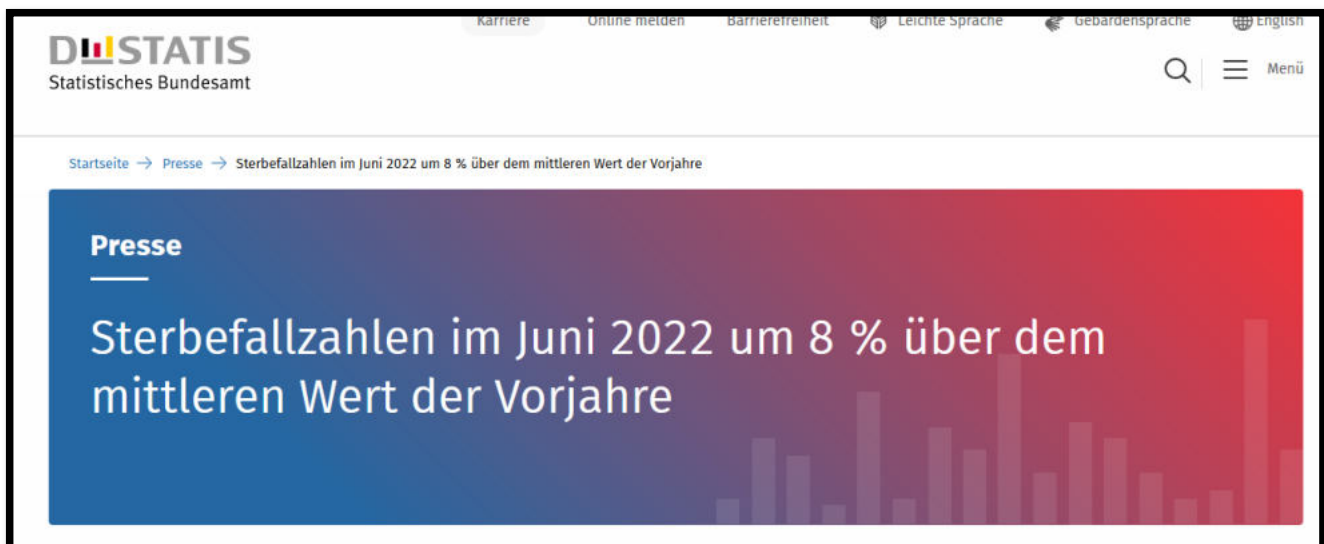 Karriere Online melden Barrierefreiheit Leichte Sprache Gebärdensprache English
DESTATIS
Statistisches Bundesamt
Menü
Startseite → Presse → Sterbefallzahlen im Juni 2022 um 8 % über dem mittleren Wert der Vorjahre
Presse
Sterbefallzahlen im Juni 2022 um 8 % über dem
mittleren Wert der Vorjahre